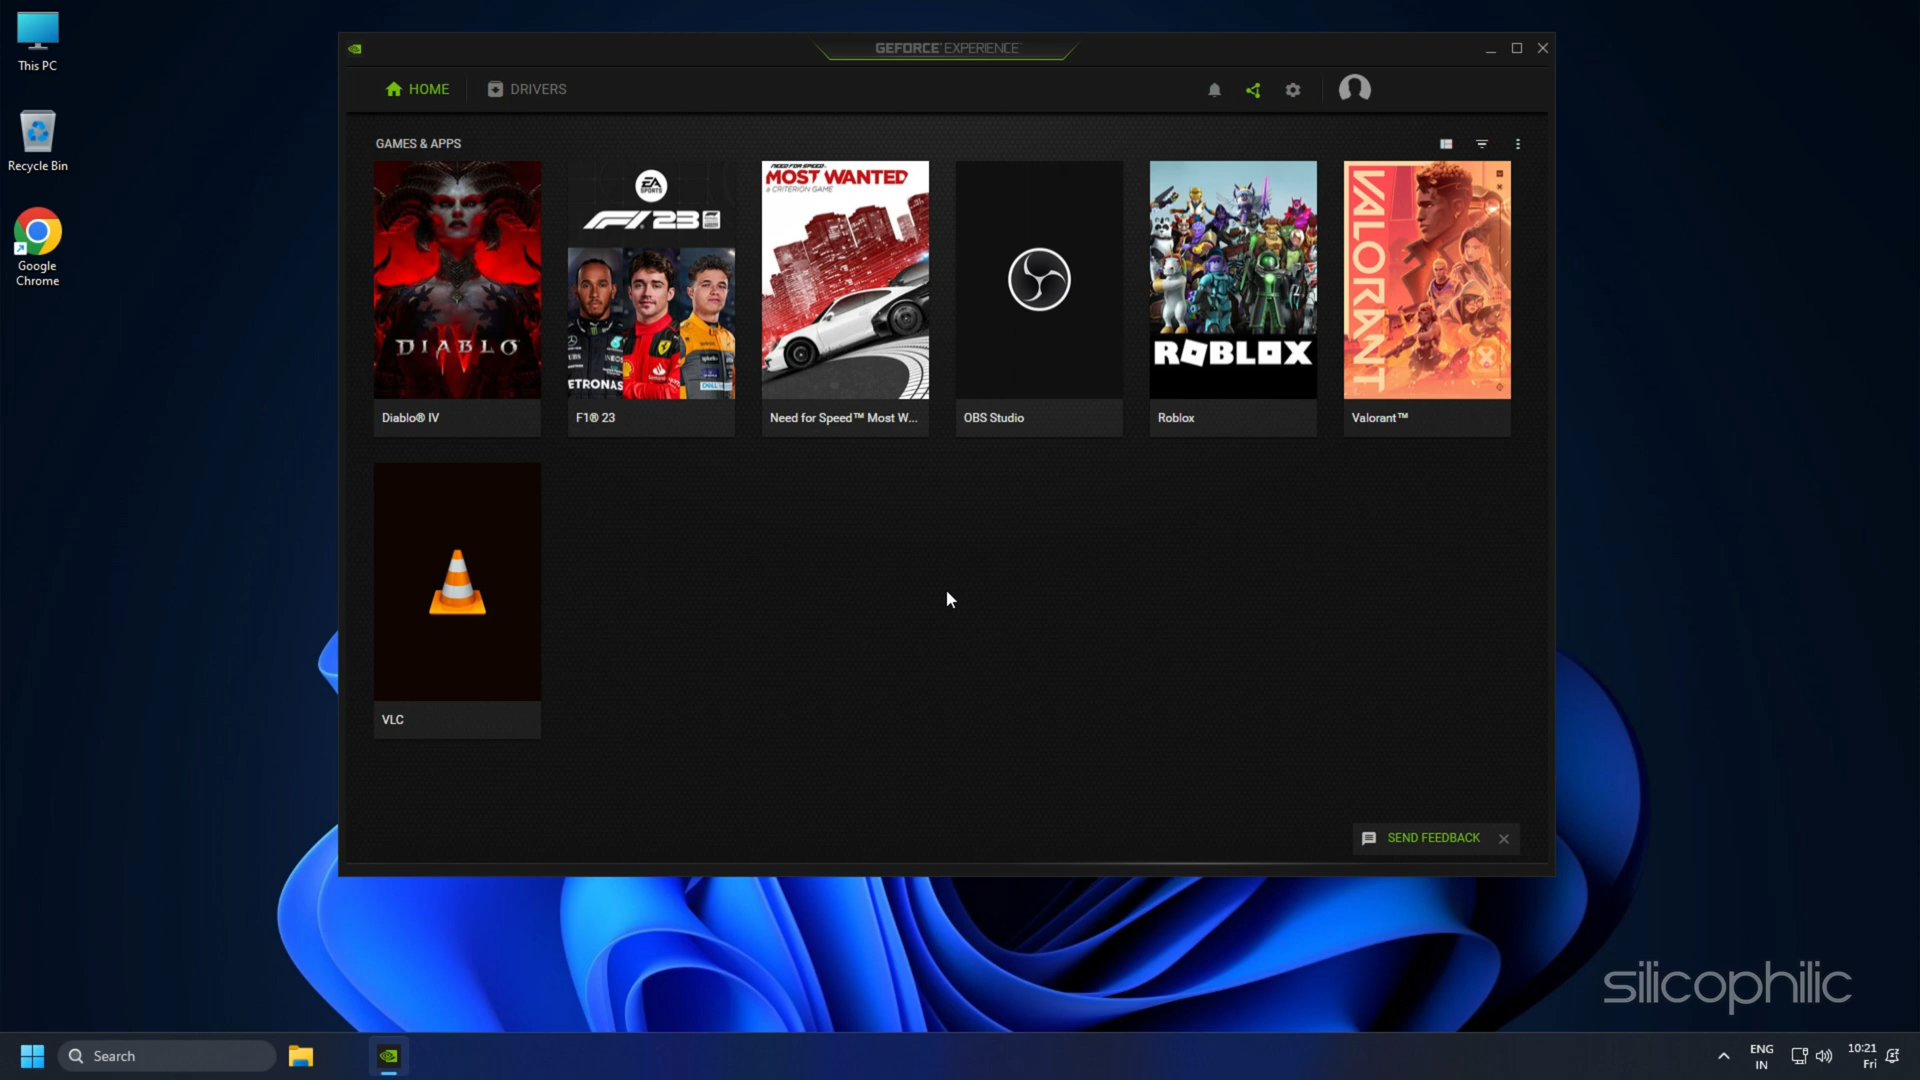 This PC
Recycle Bin
Google
Chrome
GEFORCE EXPERIENCE
HOME
DRIVERS
GAMES & APPS
DIABLO IV
Diablo® IV
EA
SPORTS
F1 23
ETRONAS
F1® 23
NEED FOR SPEED
MOST WANTED
A CRITERION GAME
Need for Speed™ Most W...
OBS Studio
ROBLOX
Roblox
VALORANT
Valorant™
VLC
SEND FEEDBACK
silicophilic
Search
ENG
IN
10:21
Fri